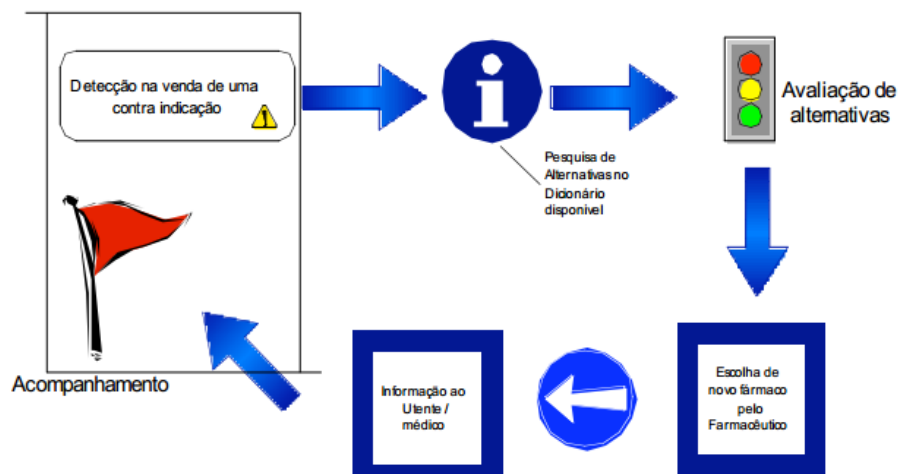 Detecção na venda de uma
contra indicação
Pesquisa de
Alternativas no
Dicionário
disponivel
Avaliação de
alternativas
Escolha de
novo fármaco
pelo
Farmacêutico
Informação ao
Utente /
médico
Acompanhamento